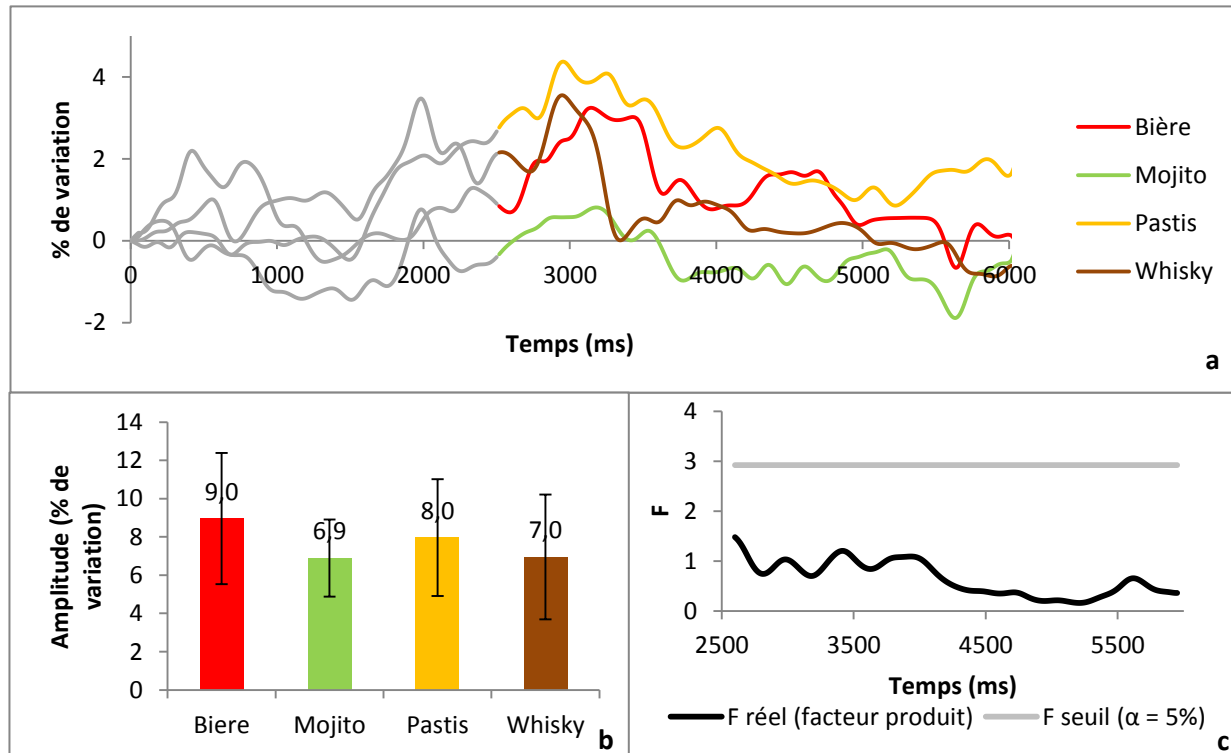 % de variation
4
2
0
-2
0
1000
2000
3000
4000
5000
6000
Temps (ms)
Bière
Mojito
Pastis
Whisky
a
Amplitude (% de
variation)
14
12
10
8
6
4
2
0
9,0
6,9
8,0
7,0
Biere
Mojito
Pastis
Whisky
b
F
4
3
2
1
0
2500
3500
4500
5500
Temps (ms)
F réel (facteur produit)
F seuil (α = 5%)
c